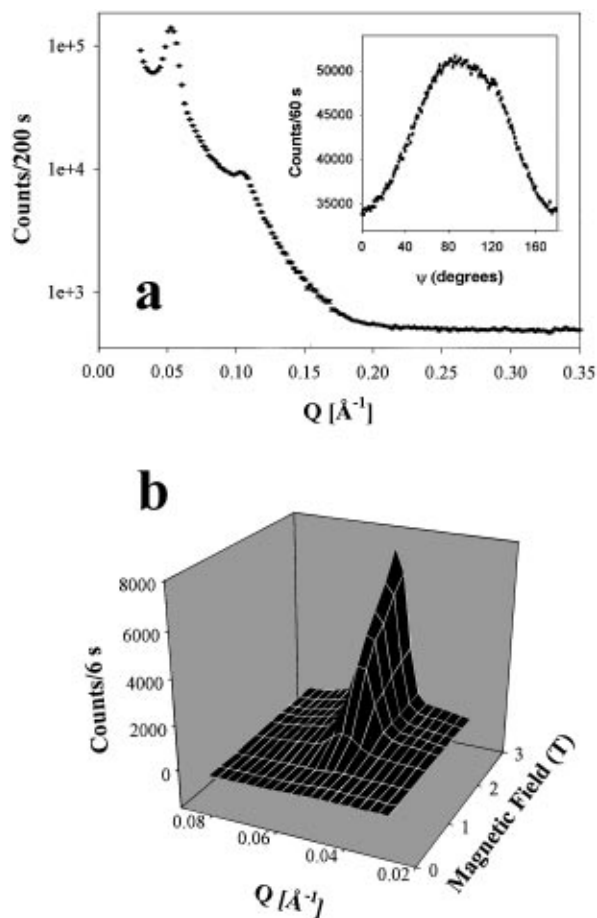 1e+5
1e+4
1e+3
Counts/200 s
a
0.00 0.05 0.10 0.15 0.20 0.25 0.30 0.35
Q [Å⁻¹]
50000
45000
40000
35000
Counts/60 s
0 40 80 120 160
ψ (degrees)
b
8000
6000
4000
2000
0
Counts/6 s
0.08 0.06 0.04 0.02
Q [Å⁻¹]
0 1 2 3
Magnetic Field (T)